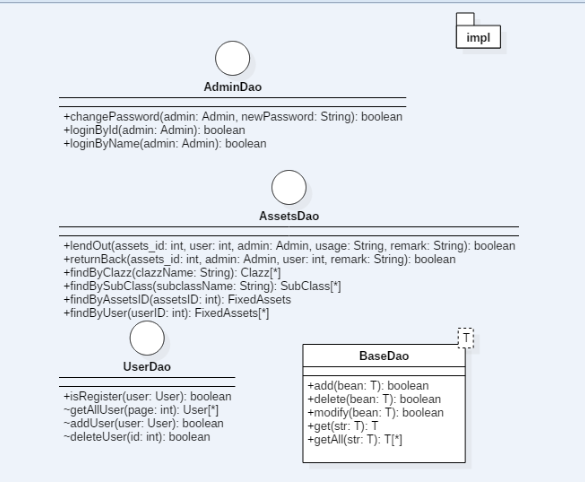 impl
AdminDao
+changePassword(admin: Admin, newPassword: String): boolean
+loginById(admin: Admin): boolean
+loginByName(admin: Admin): boolean
AssetsDao
+lendOut(assets_id: int, user: int, admin: Admin, usage: String, remark: String): boolean
+returnBack(assets_id: int, admin: Admin, user: int, remark: String): boolean
+findByClazz(clazzName: String): Clazz[*]
+findBySubClass(subclassName: String): SubClass[*]
+findByAssetsID(assetsID: int): FixedAssets
+findByUser(userID: int): FixedAssets[*]
UserDao
+isRegister(user: User): boolean
~getAllUser(page: int): User[*]
~addUser(user: User): boolean
~deleteUser(id: int): boolean
T
BaseDao
+add(bean: T): boolean
+delete(bean: T): boolean
+modify(bean: T): boolean
+get(str: T): T
+getAll(str: T): T[*]